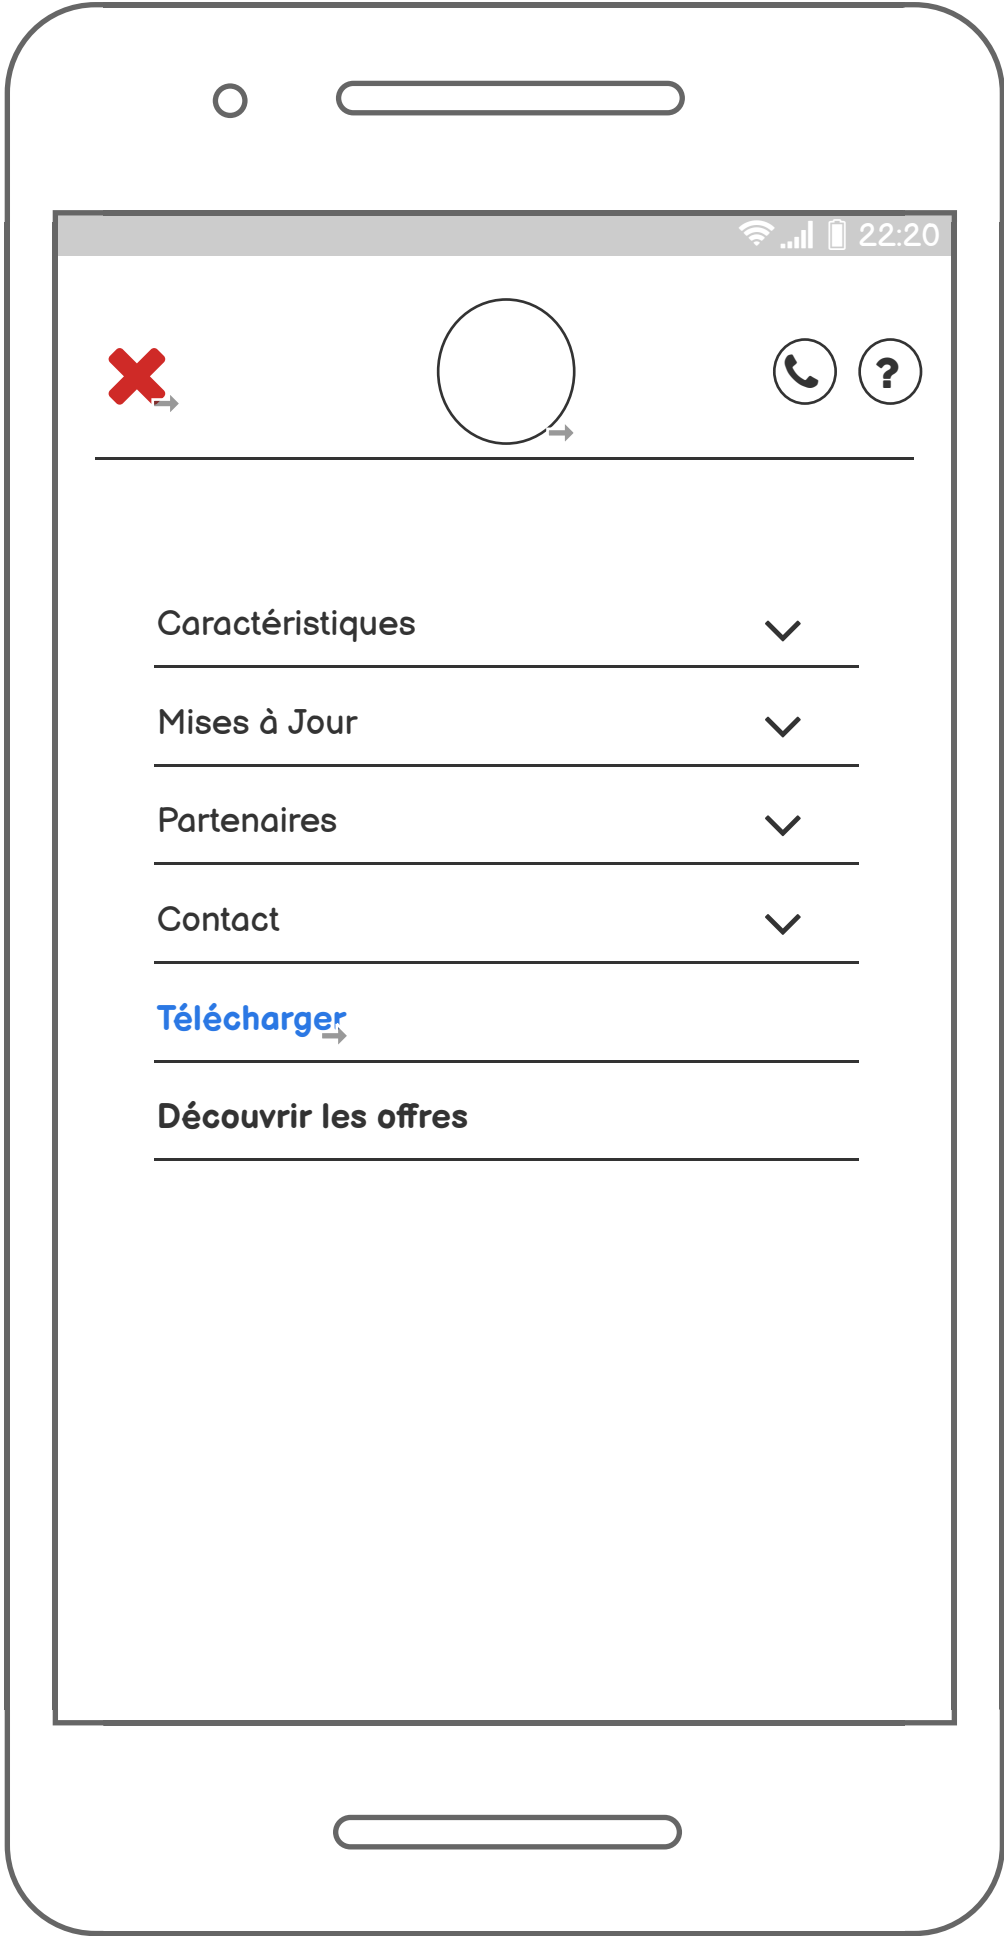 22:20
?
Caractéristiques
Mises à Jour
Partenaires
Contact
Télécharger
Découvrir les offres